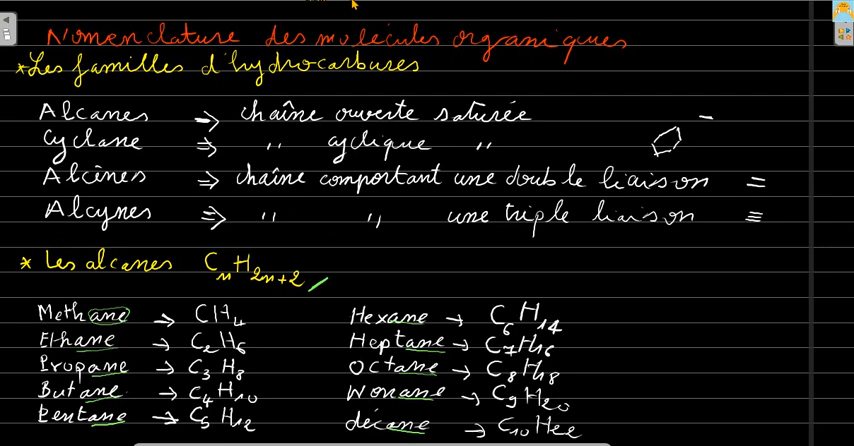 Nomenclature des molécules organiques
*Les familles d'hydrocarbures
Alcanes → chaîne ouverte saturée -
Cyclane ⇒ " cyclique "
Alcènes ⇒ chaîne comportant une double liaison =
Alcynes ⇒ " " une triple liaison ≡
* Les alcanes CnH2n+2
Methane → CH4
Ethane → C2H6
Propane → C3H8
Butane → C4H10
Pentane → C5H12
Hexane → C6H14
Heptane → C7H16
Octane → C8H18
Nonane → C9H20
décane → C10H22